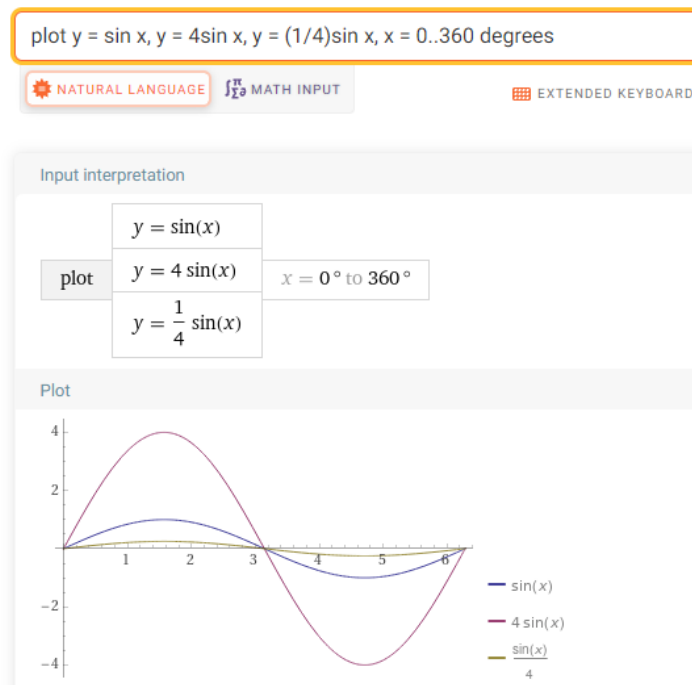 plot y = sin x, y = 4sin x, y = (1/4)sin x, x = 0..360 degrees
NATURAL LANGUAGE
∫π Σ∂ MATH INPUT
EXTENDED KEYBOARD
Input interpretation
plot
y = sin(x)
y = 4 sin(x)
y = 1/4 sin(x)
x = 0° to 360°
Plot
4
2
1 2 3 4 5 6
−2
−4
sin(x)
4 sin(x)
sin(x)/4